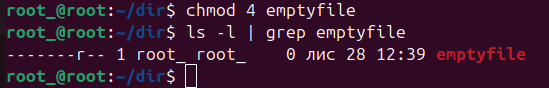 root_@root:~/dir$ chmod 4 emptyfile
root_@root:~/dir$ ls -l | grep emptyfile
-------r-- 1 root_ root_    0 лис 28 12:39 emptyfile
root_@root:~/dir$